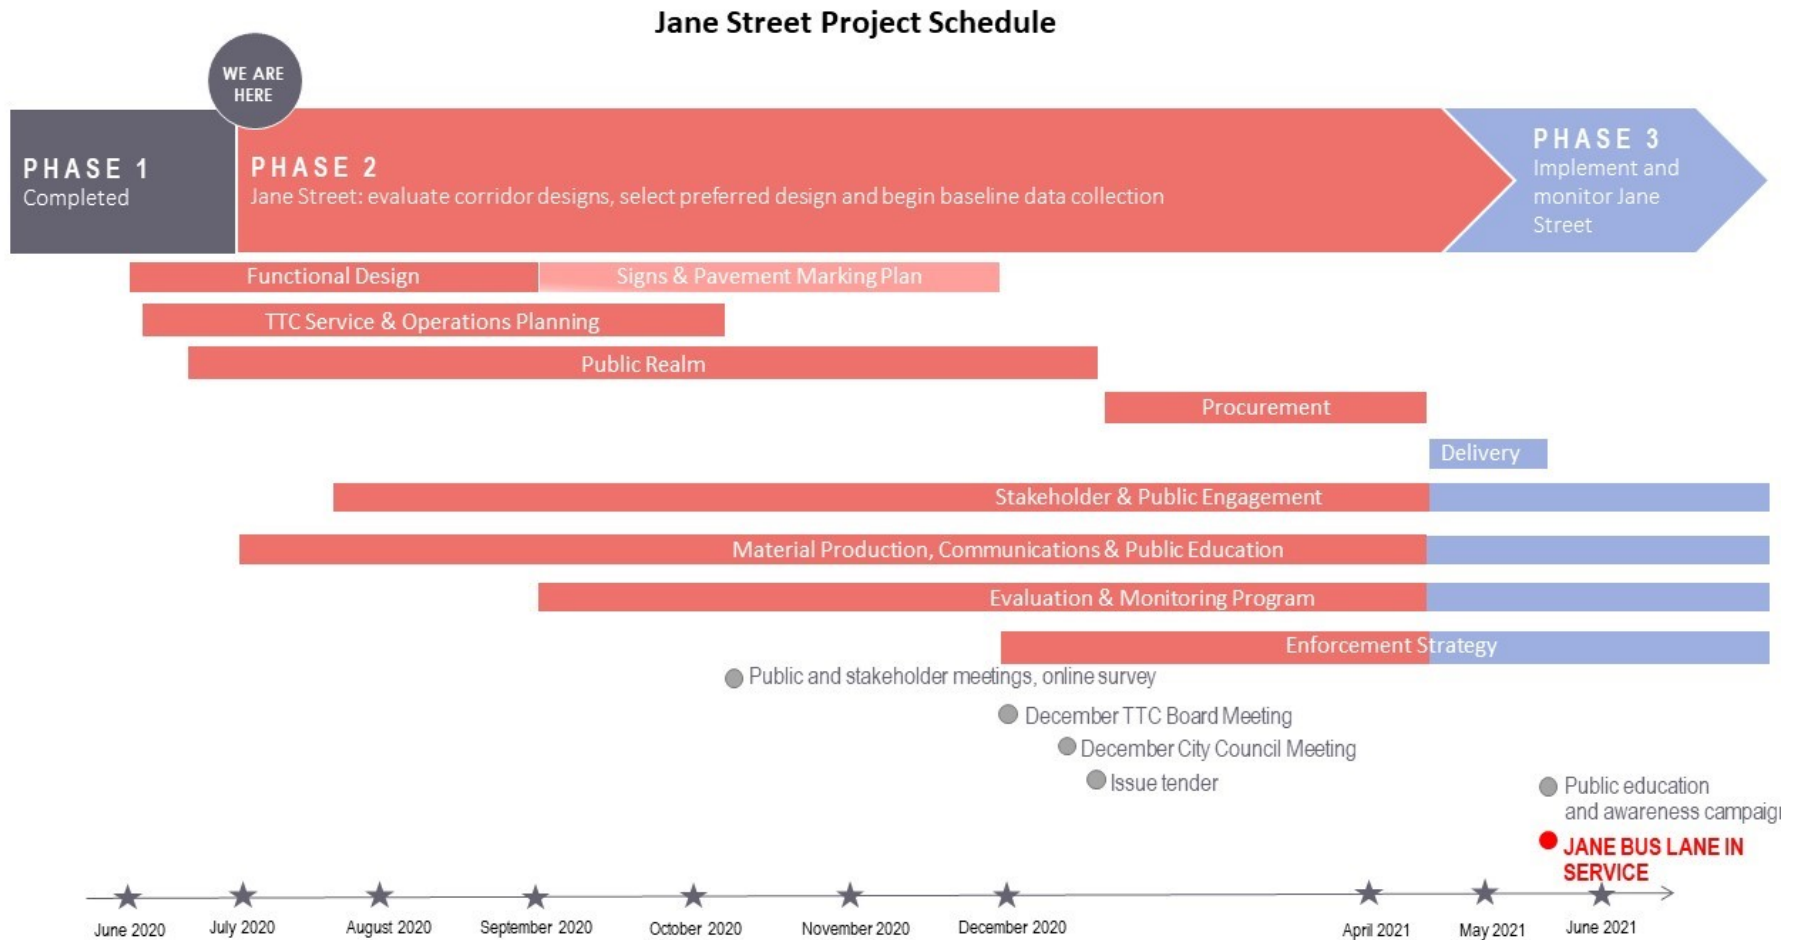 Jane Street Project Schedule
WE ARE
HERE
PHASE 1
Completed
PHASE 2
Jane Street: evaluate corridor designs, select preferred design and begin baseline data collection
PHASE 3
Implement and
monitor Jane
Street
Functional Design
Signs & Pavement Marking Plan
TTC Service & Operations Planning
Public Realm
Procurement
Delivery
Stakeholder & Public Engagement
Material Production, Communications & Public Education
Evaluation & Monitoring Program
Enforcement Strategy
Public and stakeholder meetings, online survey
December TTC Board Meeting
December City Council Meeting
Issue tender
Public education
and awareness campaig
JANE BUS LANE IN
SERVICE
June 2020
July 2020
August 2020
September 2020
October 2020
November 2020
December 2020
April 2021
May 2021
June 2021